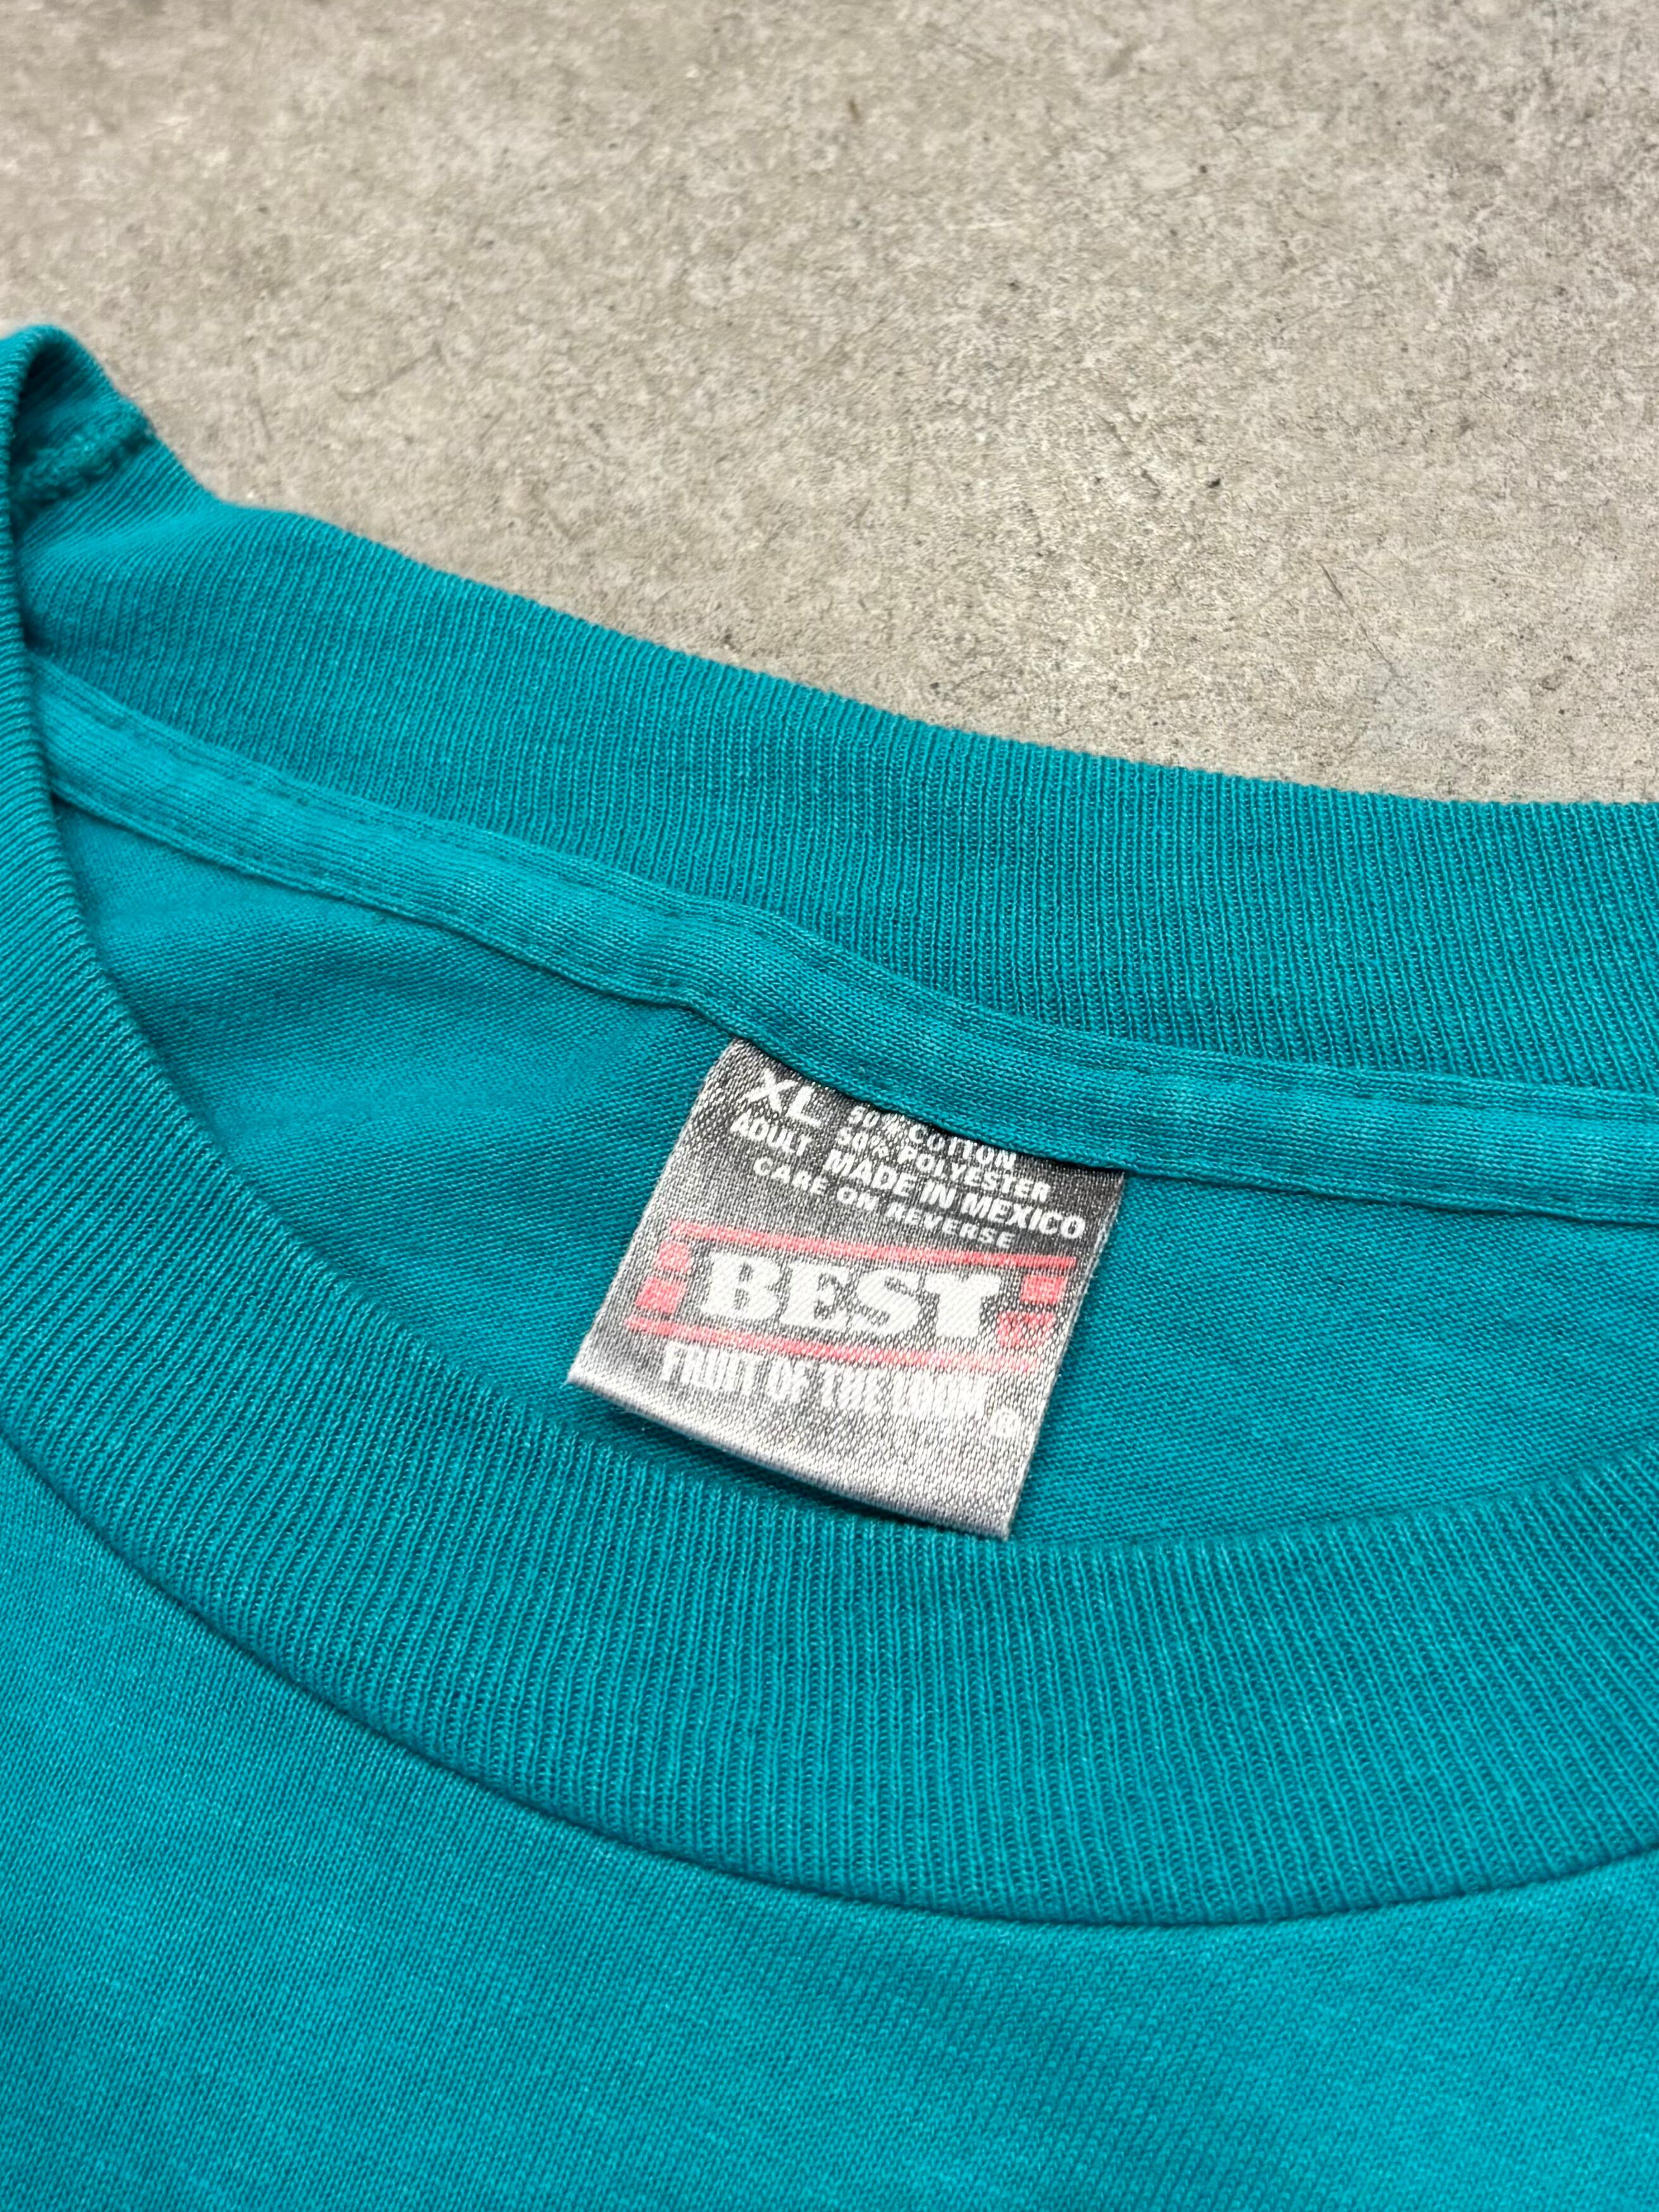 XL 50% COTTON
ADULT 50% POLYESTER
MADE IN MEXICO
CARE ON REVERSE
BEST
FRUIT OF THE LOOM ®